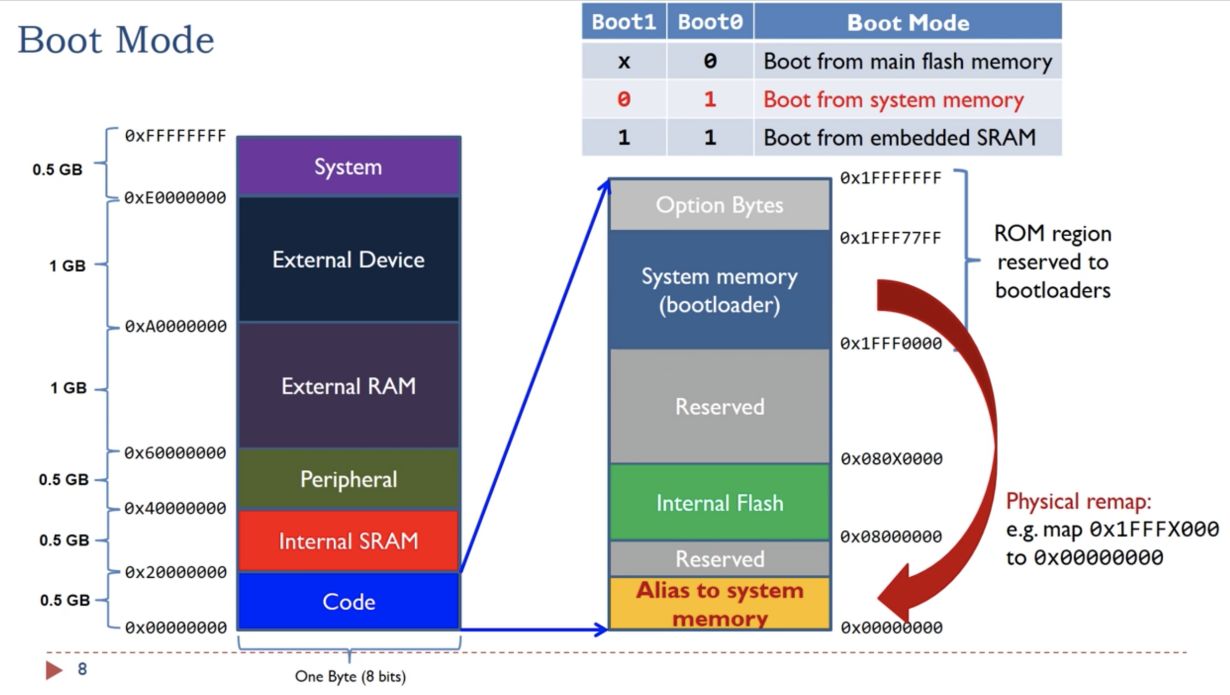 Boot Mode
Boot1 Boot0 Boot Mode
x 0 Boot from main flash memory
0 1 Boot from system memory
1 1 Boot from embedded SRAM
0xFFFFFFFF
0.5 GB
System
0xE0000000
1 GB
External Device
0xA0000000
1 GB
External RAM
0x60000000
0.5 GB
Peripheral
0x40000000
0.5 GB
Internal SRAM
0x20000000
0.5 GB
Code
0x00000000
One Byte (8 bits)
0x1FFFFFFF
Option Bytes
0x1FFF77FF
System memory
(bootloader)
0x1FFF0000
Reserved
0x080X0000
Internal Flash
0x08000000
Reserved
Alias to system
memory
0x00000000
ROM region
reserved to
bootloaders
Physical remap:
e.g. map 0x1FFFX000
to 0x00000000
8